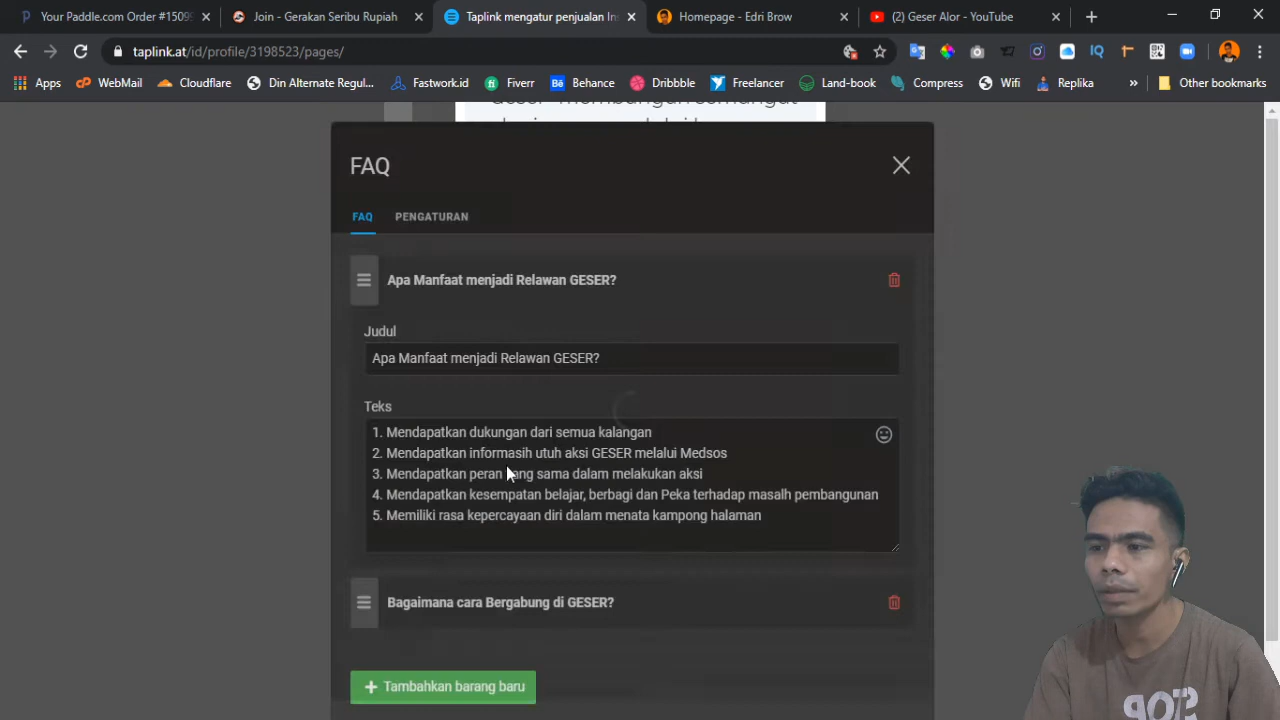 Your Paddle.com Order #1509
Join - Gerakan Seribu Rupiah
Taplink mengatur penjualan In
Homepage - Edri Brow
(2) Geser Alor - YouTube
taplink.at/id/profile/3198523/pages/
Apps
WebMail
Cloudflare
Din Alternate Regul...
Fastwork.id
Fiverr
Behance
Dribbble
Freelancer
Land-book
Compress
Wifi
Replika
Other bookmarks
FAQ
FAQ
PENGATURAN
Apa Manfaat menjadi Relawan GESER?
Judul
Apa Manfaat menjadi Relawan GESER?
Teks
1. Mendapatkan dukungan dari semua kalangan
2. Mendapatkan informasih utuh aksi GESER melalui Medsos
3. Mendapatkan peran yang sama dalam melakukan aksi
4. Mendapatkan kesempatan belajar, berbagi dan Peka terhadap masalh pembangunan
5. Memiliki rasa kepercayaan diri dalam menata kampong halaman
Bagaimana cara Bergabung di GESER?
+ Tambahkan barang baru